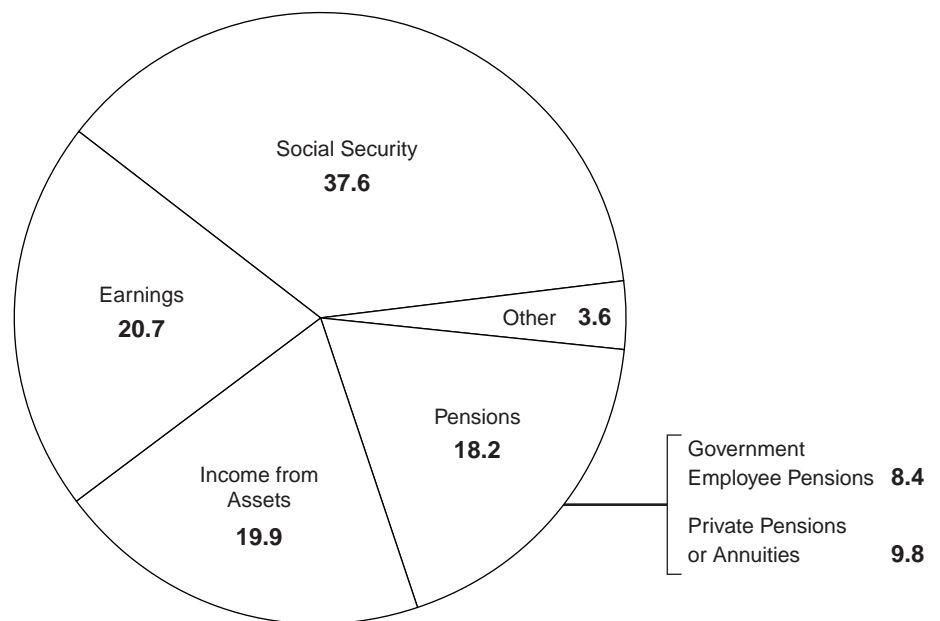 Social Security
37.6
Earnings
20.7
Other 3.6
Pensions
18.2
Income from
Assets
19.9
Government
Employee Pensions 8.4
Private Pensions
or Annuities 9.8